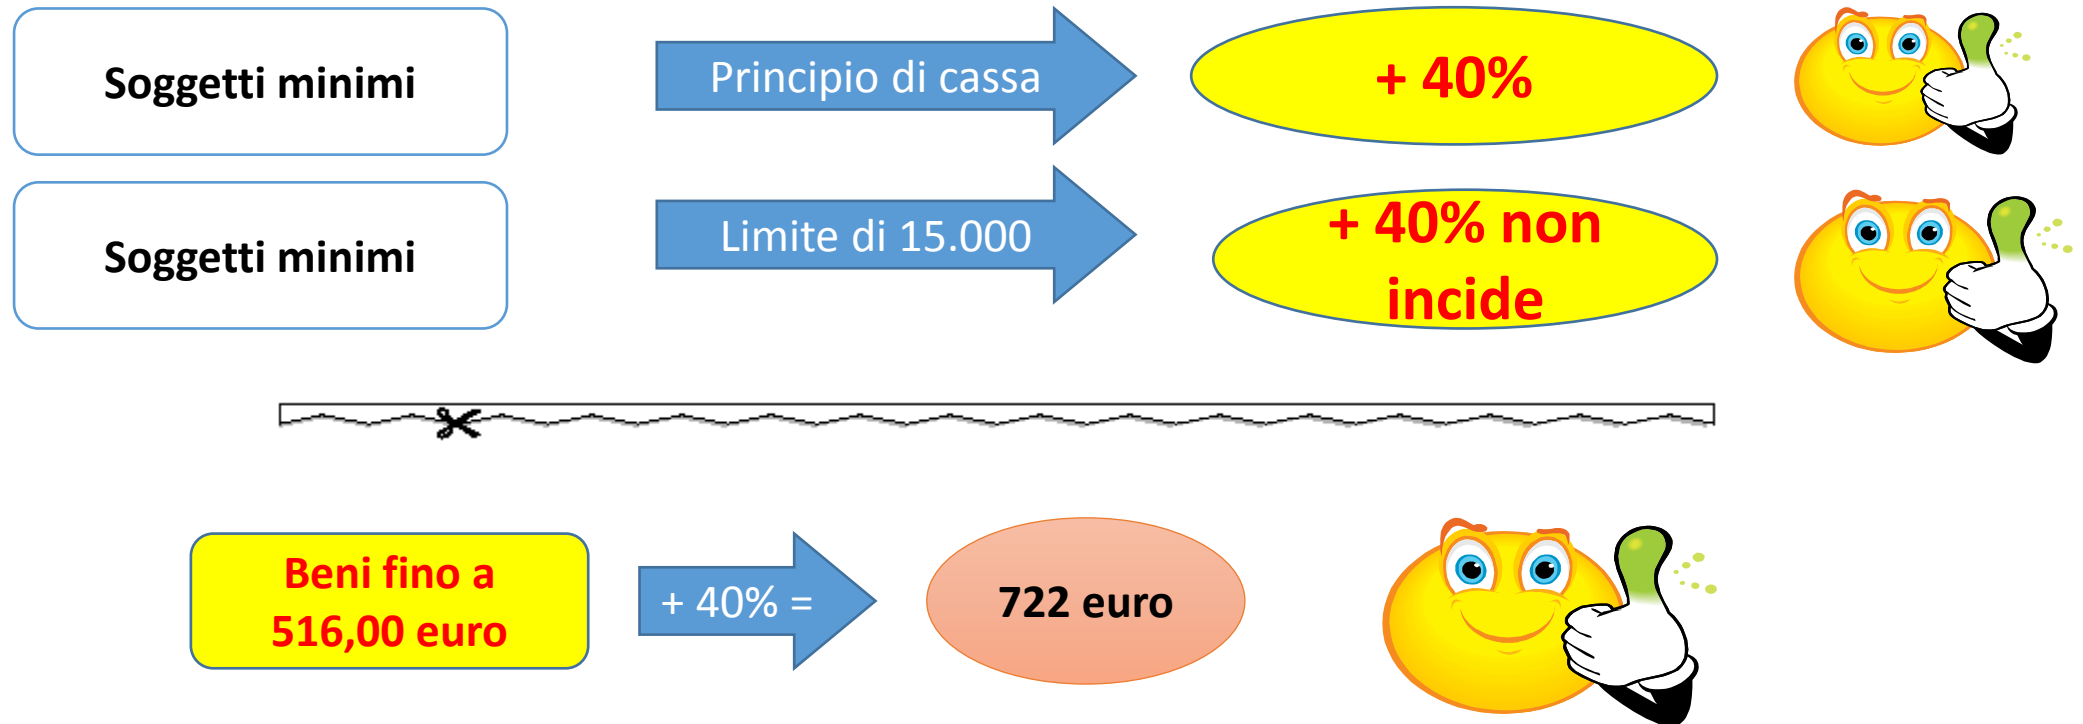 Soggetti minimi
Principio di cassa
+ 40%
Soggetti minimi
Limite di 15.000
+ 40% non
incide
Beni fino a
516,00 euro
+ 40% =
722 euro